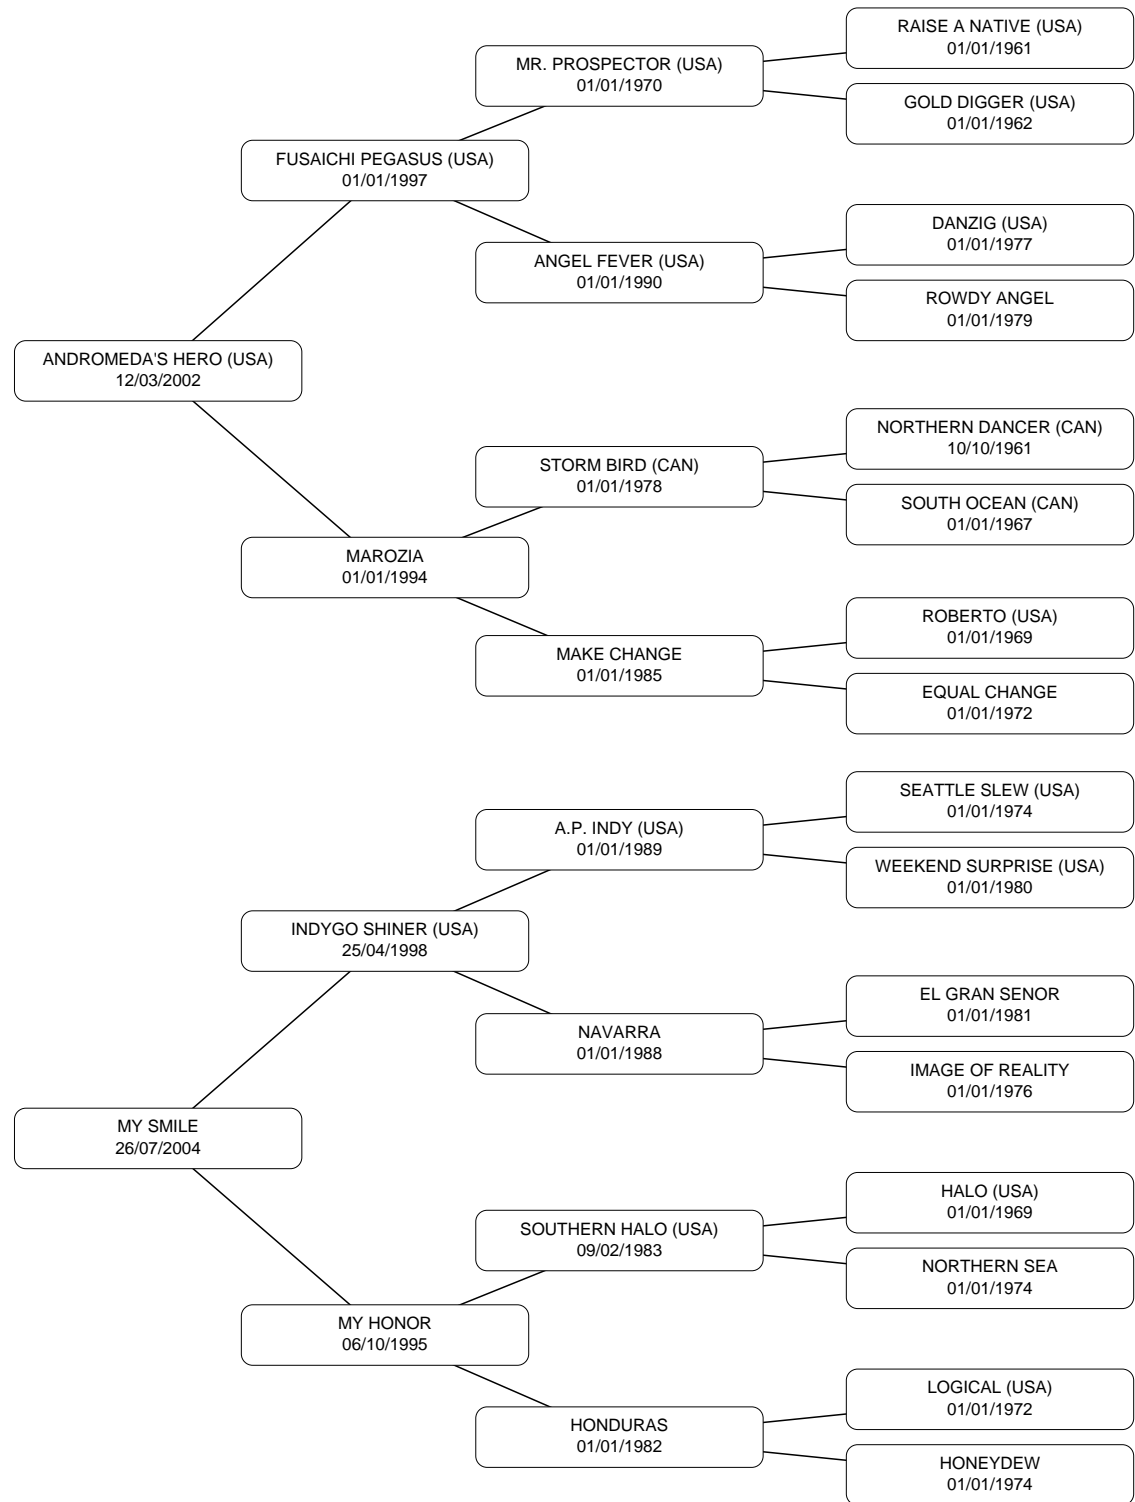 RAISE A NATIVE (USA)
01/01/1961
MR. PROSPECTOR (USA)
01/01/1970
GOLD DIGGER (USA)
01/01/1962
FUSAICHI PEGASUS (USA)
01/01/1997
DANZIG (USA)
01/01/1977
ANGEL FEVER (USA)
01/01/1990
ROWDY ANGEL
01/01/1979
ANDROMEDA'S HERO (USA)
12/03/2002
NORTHERN DANCER (CAN)
10/10/1961
STORM BIRD (CAN)
01/01/1978
SOUTH OCEAN (CAN)
01/01/1967
MAROZIA
01/01/1994
ROBERTO (USA)
01/01/1969
MAKE CHANGE
01/01/1985
EQUAL CHANGE
01/01/1972
SEATTLE SLEW (USA)
01/01/1974
A.P. INDY (USA)
01/01/1989
WEEKEND SURPRISE (USA)
01/01/1980
INDYGO SHINER (USA)
25/04/1998
EL GRAN SENOR
01/01/1981
NAVARRA
01/01/1988
IMAGE OF REALITY
01/01/1976
MY SMILE
26/07/2004
HALO (USA)
01/01/1969
SOUTHERN HALO (USA)
09/02/1983
NORTHERN SEA
01/01/1974
MY HONOR
06/10/1995
LOGICAL (USA)
01/01/1972
HONDURAS
01/01/1982
HONEYDEW
01/01/1974